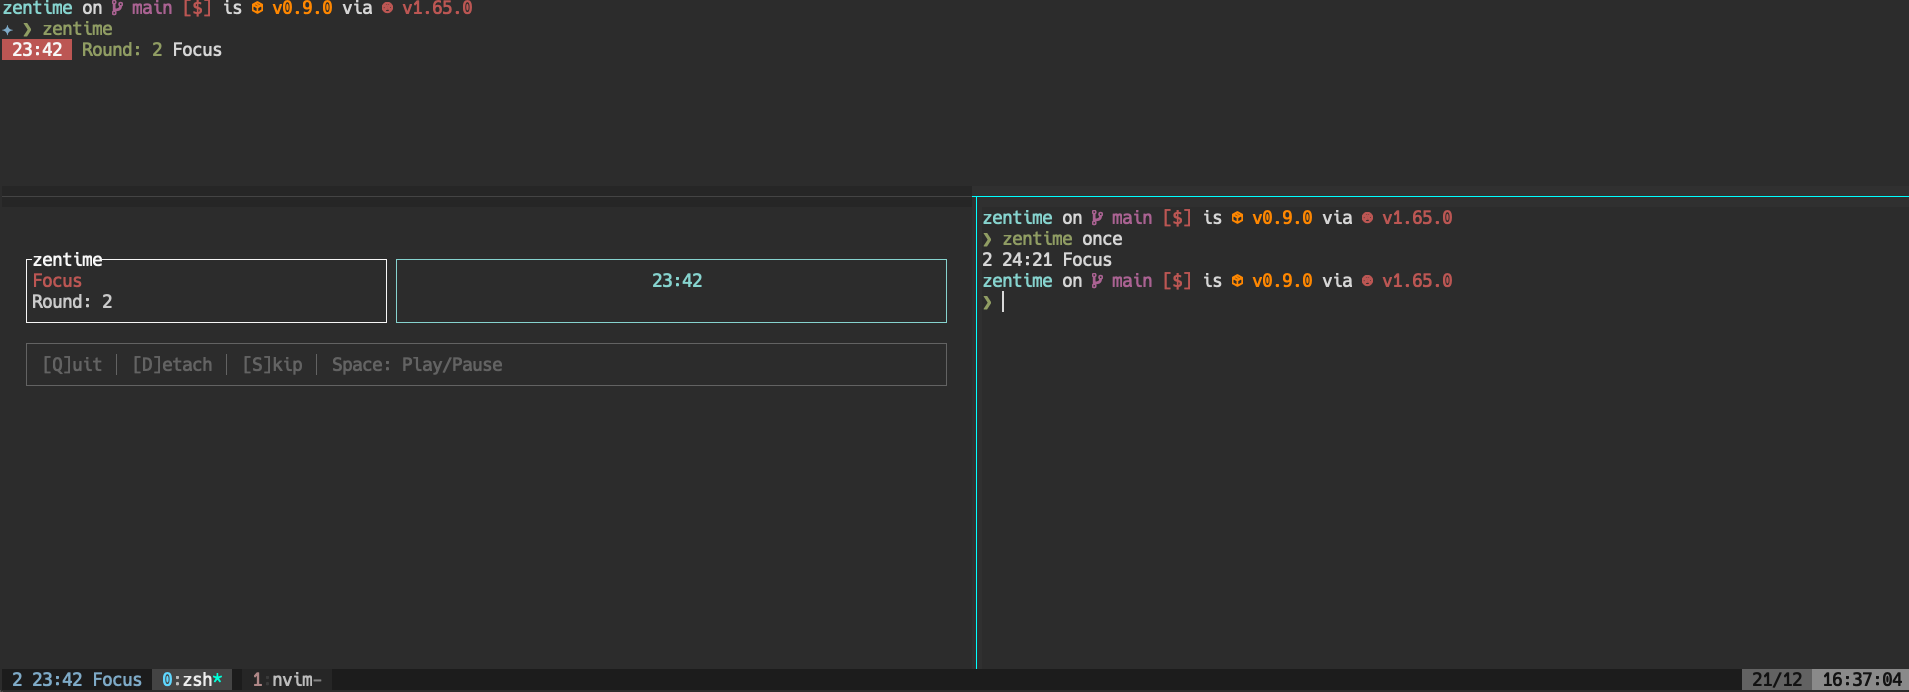 zentime on main [$] is v0.9.0 via v1.65.0
❯ zentime
23:42 Round: 2 Focus
zentime
Focus
Round: 2
23:42
[Q]uit | [D]etach | [S]kip | Space: Play/Pause
zentime on main [$] is v0.9.0 via v1.65.0
❯ zentime once
2 24:21 Focus
zentime on main [$] is v0.9.0 via v1.65.0
❯
2 23:42 Focus 0:zsh* 1:nvim- 21/12 16:37:04